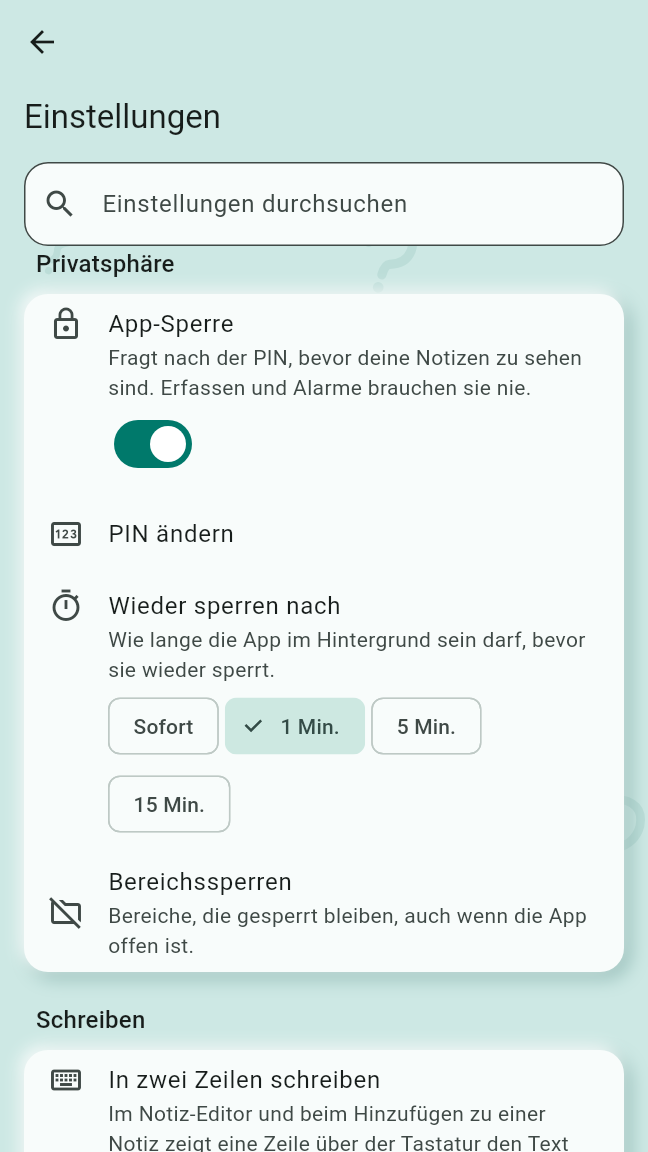 Einstellungen
Einstellungen durchsuchen
Privatsphäre
App-Sperre
Fragt nach der PIN, bevor deine Notizen zu sehen
sind. Erfassen und Alarme brauchen sie nie.
123
PIN ändern
Wieder sperren nach
Wie lange die App im Hintergrund sein darf, bevor
sie wieder sperrt.
Sofort
1 Min.
5 Min.
15 Min.
Bereichssperren
Bereiche, die gesperrt bleiben, auch wenn die App
offen ist.
Schreiben
In zwei Zeilen schreiben
Im Notiz-Editor und beim Hinzufügen zu einer
Notiz zeigt eine Zeile über der Tastatur den Text